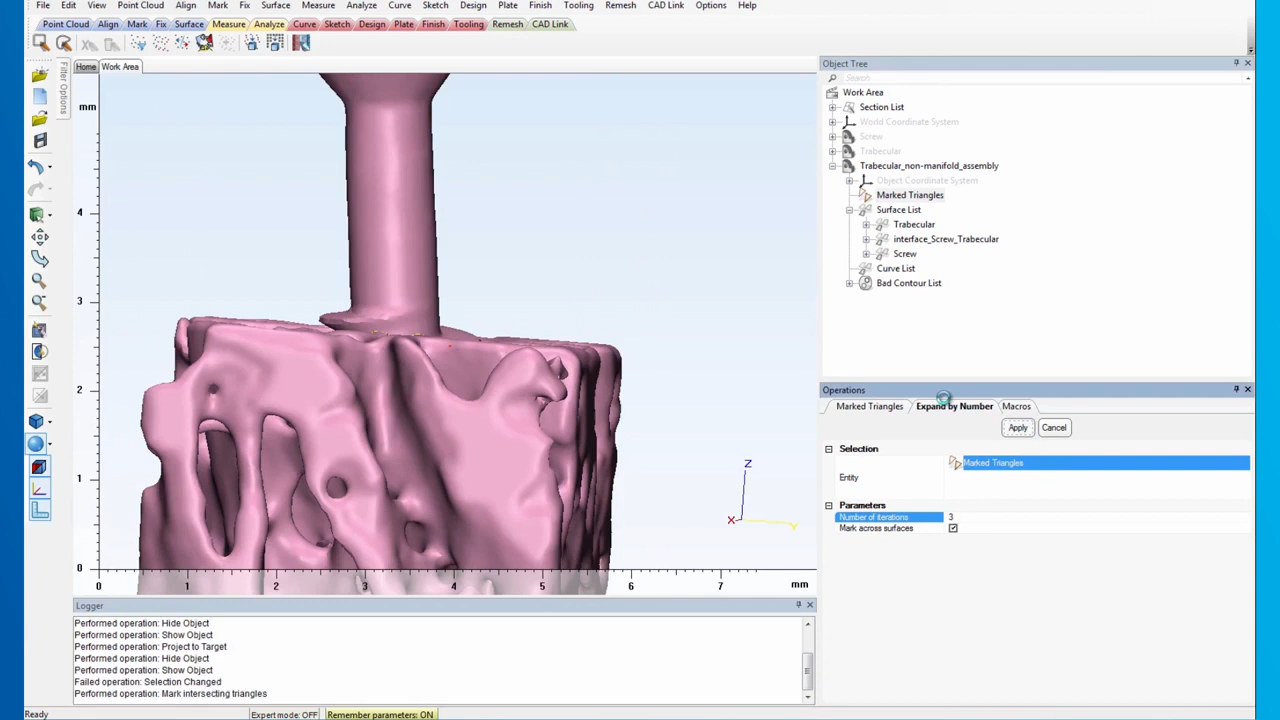 File Edit View Point Cloud Align Mark Fix Surface Measure Analyze Curve Sketch Design Plate Finish Tooling Remesh CAD Link Options Help
Point Cloud Align Mark Fix Surface Measure Analyze Curve Sketch Design Plate Finish Tooling Remesh CAD Link
Filter Options
Home Work Area
mm
4
3
2
1
0
0 1 2 3 4 5 6 7 mm
Z
X
Y
Object Tree
Search
Work Area
Section List
World Coordinate System
Screw
Trabecular
Trabecular_non-manifold_assembly
Object Coordinate System
Marked Triangles
Surface List
Trabecular
interface_Screw_Trabecular
Screw
Curve List
Bad Contour List
Operations
Marked Triangles Expand by Number Macros
Apply Cancel
Selection
Marked Triangles
Entity
Parameters
Number of iterations 3
Mark across surfaces
Logger
Performed operation: Hide Object
Performed operation: Show Object
Performed operation: Project to Target
Performed operation: Hide Object
Performed operation: Show Object
Failed operation: Selection Changed
Performed operation: Mark intersecting triangles
Ready Expert mode: OFF Remember parameters: ON